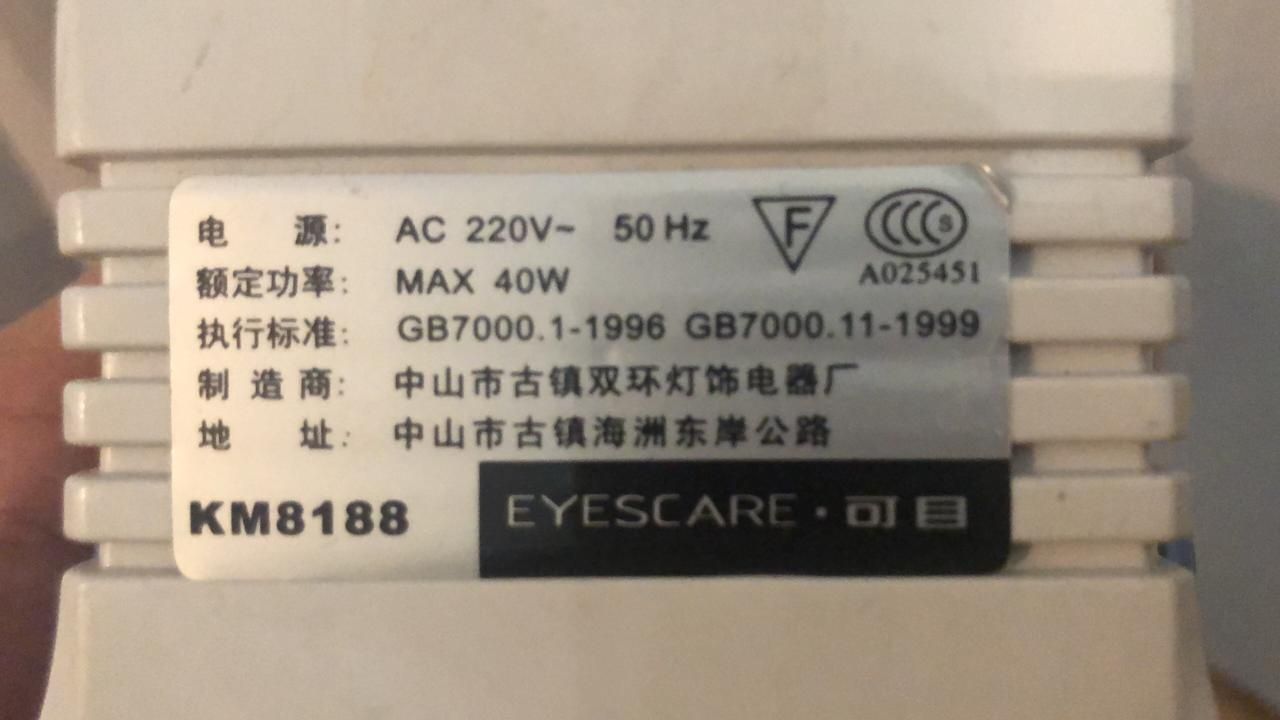 电 源: AC 220V~ 50Hz F CCCS
A025451
额定功率: MAX 40W
执行标准: GB7000.1-1996 GB7000.11-1999
制 造 商: 中山市古镇双环灯饰电器厂
地 址: 中山市古镇海洲东岸公路
KM8188 EYESCARE·可目